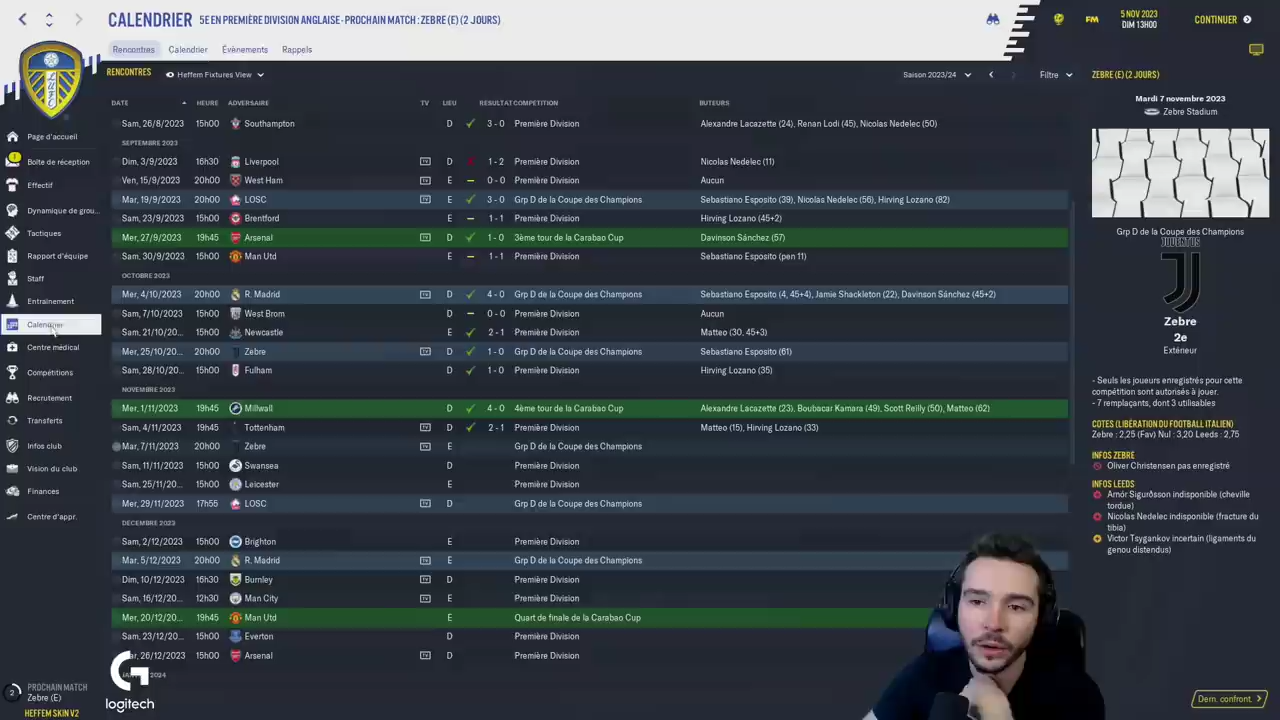 CALENDRIER 5E EN PREMIÈRE DIVISION ANGLAISE - PROCHAIN MATCH : ZEBRE (E) (2 JOURS)
FM
5 NOV 2023
DIM 13H00
CONTINUER
Rencontres Calendrier Évènements Rappels
RENCONTRES Heffem Fixtures View Saison 2023/24 Filtre
DATE HEURE ADVERSAIRE TV LIEU RESULTAT COMPETITION BUTEURS
Sam, 26/8/2023 15h00 Southampton D 3 - 0 Première Division Alexandre Lacazette (24), Renan Lodi (45), Nicolas Nedelec (50)
SEPTEMBRE 2023
Dim, 3/9/2023 16h30 Liverpool TV D 1 - 2 Première Division Nicolas Nedelec (11)
Ven, 15/9/2023 20h00 West Ham TV E 0 - 0 Première Division Aucun
Mar, 19/9/2023 20h00 LOSC TV E 3 - 0 Grp D de la Coupe des Champions Sebastiano Esposito (39), Nicolas Nedelec (56), Hirving Lozano (82)
Sam, 23/9/2023 15h00 Brentford E 1 - 1 Première Division Hirving Lozano (45+2)
Mer, 27/9/2023 19h45 Arsenal TV D 1 - 0 3ème tour de la Carabao Cup Davinson Sánchez (57)
Sam, 30/9/2023 15h00 Man Utd E 1 - 1 Première Division Sebastiano Esposito (pen 11)
OCTOBRE 2023
Mer, 4/10/2023 20h00 R. Madrid TV D 4 - 0 Grp D de la Coupe des Champions Sebastiano Esposito (4, 45+4), Jamie Shackleton (22), Davinson Sánchez (45+2)
Sam, 7/10/2023 15h00 West Brom D 0 - 0 Première Division Aucun
Sam, 21/10/20... 15h00 Newcastle E 2 - 1 Première Division Matteo (30, 45+3)
Mer, 25/10/20... 20h00 Zebre TV D 1 - 0 Grp D de la Coupe des Champions Sebastiano Esposito (61)
Sam, 28/10/20... 15h00 Fulham D 1 - 0 Première Division Hirving Lozano (35)
NOVEMBRE 2023
Mer, 1/11/2023 19h45 Millwall D 4 - 0 4ème tour de la Carabao Cup Alexandre Lacazette (23), Boubacar Kamara (49), Scott Reilly (50), Matteo (62)
Sam, 4/11/2023 19h45 Tottenham TV D 2 - 1 Première Division Matteo (15), Hirving Lozano (33)
Mar, 7/11/2023 20h00 Zebre TV E Grp D de la Coupe des Champions
Sam, 11/11/2023 15h00 Swansea D Première Division
Sam, 25/11/20... 15h00 Leicester E Première Division
Mer, 29/11/2023 17h55 LOSC TV D Grp D de la Coupe des Champions
DÉCEMBRE 2023
Sam, 2/12/2023 15h00 Brighton E Première Division
Mar, 5/12/2023 20h00 R. Madrid TV E Grp D de la Coupe des Champions
Dim, 10/12/2023 16h30 Burnley TV D Première Division
Sam, 16/12/20... 12h30 Man City TV E Première Division
Mer, 20/12/20... 19h45 Man Utd E Quart de finale de la Carabao Cup
Sam, 23/12/20... 15h00 Everton D Première Division
ar, 26/12/2023 15h00 Arsenal TV D Première Division
Page d'accueil
Boîte de réception
Effectif
Dynamique de grou...
Tactiques
Rapport d'équipe
Staff
Entraînement
Calendrier
Centre médical
Compétitions
Recrutement
Transferts
Infos club
Vision du club
Finances
Centre d'appr.
2 PROCHAIN MATCH
Zebre (E)
HEFFEM SKIN V2
logitech
ZEBRE (E) (2 JOURS)
Mardi 7 novembre 2023
Zebre Stadium
Grp D de la Coupe des Champions
JUVENTUS
Zebre
2e
Extérieur
- Seuls les joueurs enregistrés pour cette
compétition sont autorisés à jouer.
- 7 remplaçants, dont 3 utilisables
COTES (LIBÉRATION DU FOOTBALL ITALIEN)
Zebre : 2,25 (Fav) Nul : 3,20 Leeds : 2,75
INFOS ZEBRE
Oliver Christensen pas enregistré
INFOS LEEDS
Arnór Sigurðsson indisponible (cheville
tordue)
Nicolas Nedelec indisponible (fracture du
tibia)
Victor Tsygankov incertain (ligaments du
genou distendus)
Dern. confront.